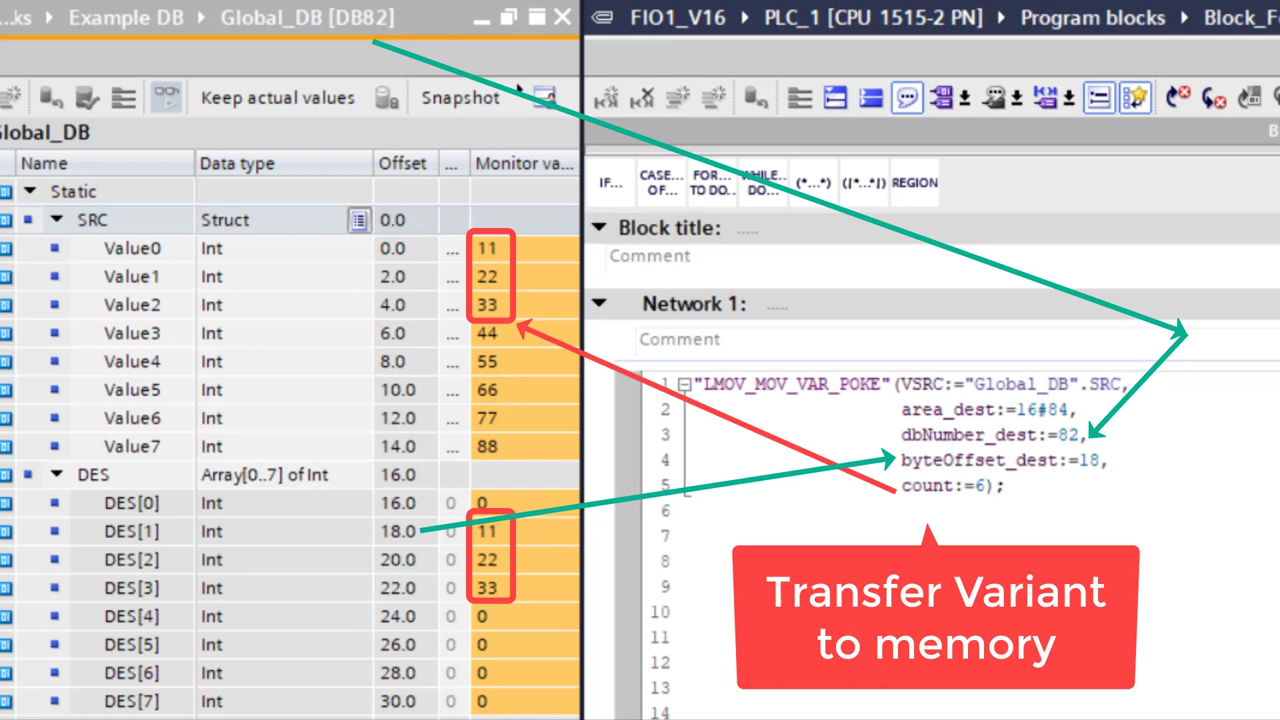 ...ks Example DB Global_DB [DB82]
Keep actual values Snapshot
Global_DB
Name Data type Offset ... Monitor va...
Static
SRC Struct 0.0
Value0 Int 0.0 ... 11
Value1 Int 2.0 ... 22
Value2 Int 4.0 ... 33
Value3 Int 6.0 ... 44
Value4 Int 8.0 ... 55
Value5 Int 10.0 ... 66
Value6 Int 12.0 ... 77
Value7 Int 14.0 ... 88
DES Array[0..7] of Int 16.0
DES[0] Int 16.0 0 0
DES[1] Int 18.0 0 11
DES[2] Int 20.0 0 22
DES[3] Int 22.0 0 33
DES[4] Int 24.0 0 0
DES[5] Int 26.0 0 0
DES[6] Int 28.0 0 0
DES[7] Int 30.0 0 0
FIO1_V16 PLC_1 [CPU 1515-2 PN] Program blocks Block_F
B
IF... CASE... OF... FOR... TO DO.. WHILE.. DO... (*...*) (/*...*/) REGION
Block title: .....
Comment
Network 1: .....
Comment
1 "LMOV_MOV_VAR_POKE"(VSRC:="Global_DB".SRC,
2 area_dest:=16#84,
3 dbNumber_dest:=82,
4 byteOffset_dest:=18,
5 count:=6);
6
7
8
9
10
11
12
13
14
Transfer Variant
to memory